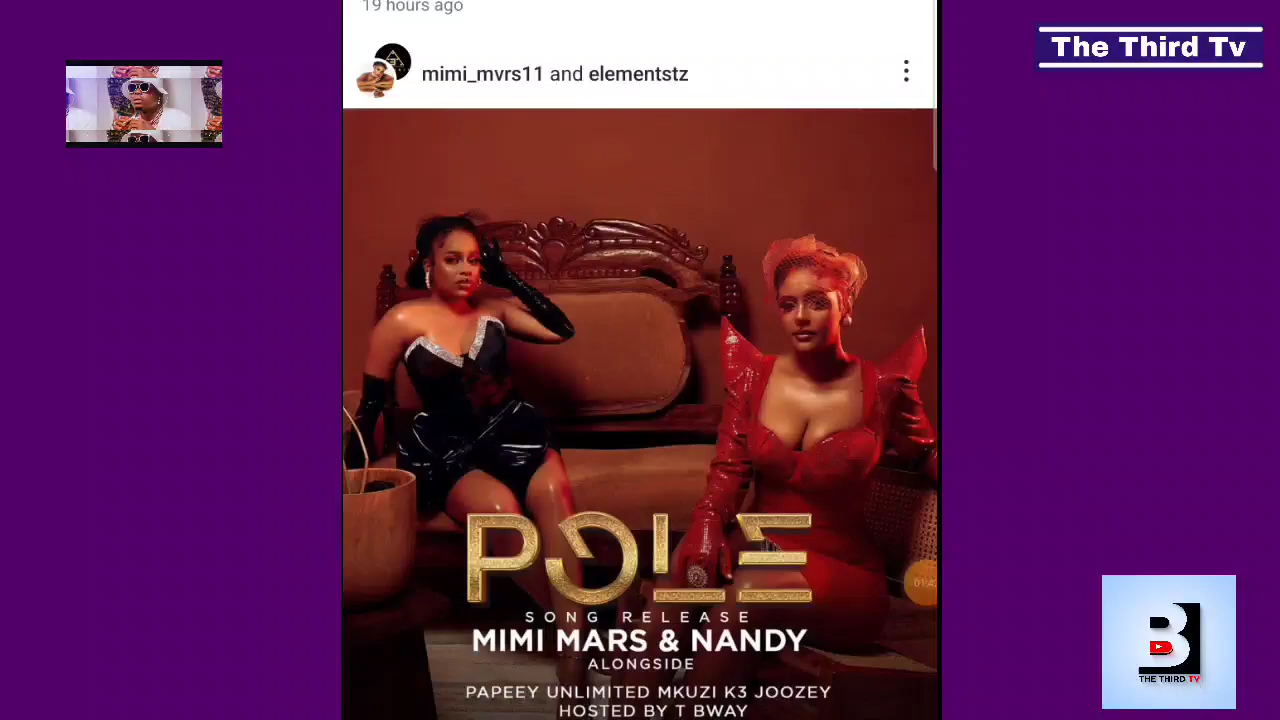 19 hours ago
The Third Tv
mimi_mvrs11 and elementstz
POLE
SONG RELEASE
MIMI MARS & NANDY
ALONGSIDE
PAPEEY UNLIMITED MKUZI K3 JOOZEY
HOSTED BY T BWAY
B
THE THIRD TV